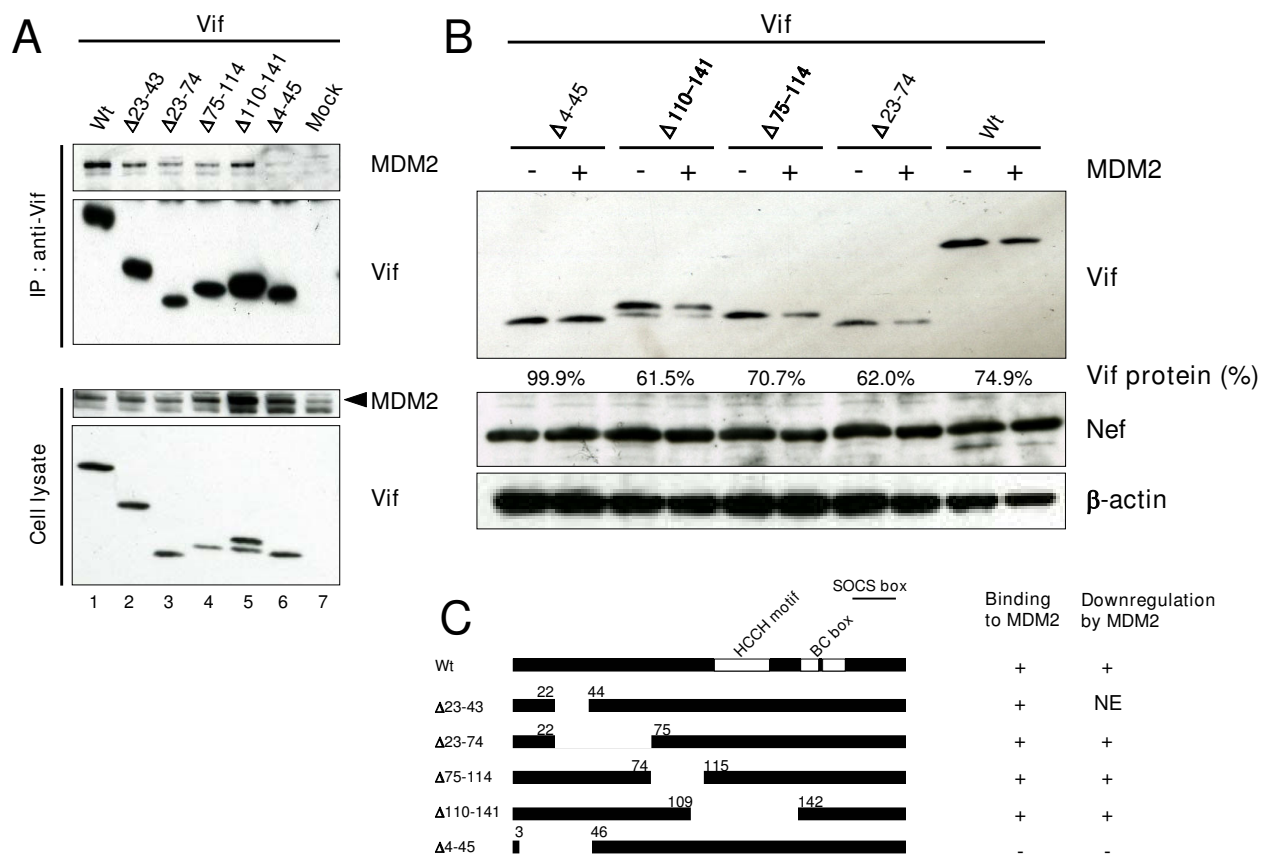 A
Vif
Wt Δ23-43 Δ23-74 Δ75-114 Δ110-141 Δ4-45 Mock
IP : anti-Vif
MDM2
Vif
Cell lysate
MDM2
Vif
1 2 3 4 5 6 7
B
Vif
Δ4-45 Δ110-141 Δ75-114 Δ23-74 Wt
- + - + - + - + - + MDM2
Vif
99.9% 61.5% 70.7% 62.0% 74.9% Vif protein (%)
Nef
β-actin
C
HCCH motif BC box SOCS box
Binding to MDM2
Downregulation by MDM2
Wt + +
Δ23-43 22 44 + NE
Δ23-74 22 75 + +
Δ75-114 74 115 + +
Δ110-141 109 142 + +
Δ4-45 3 46 - -